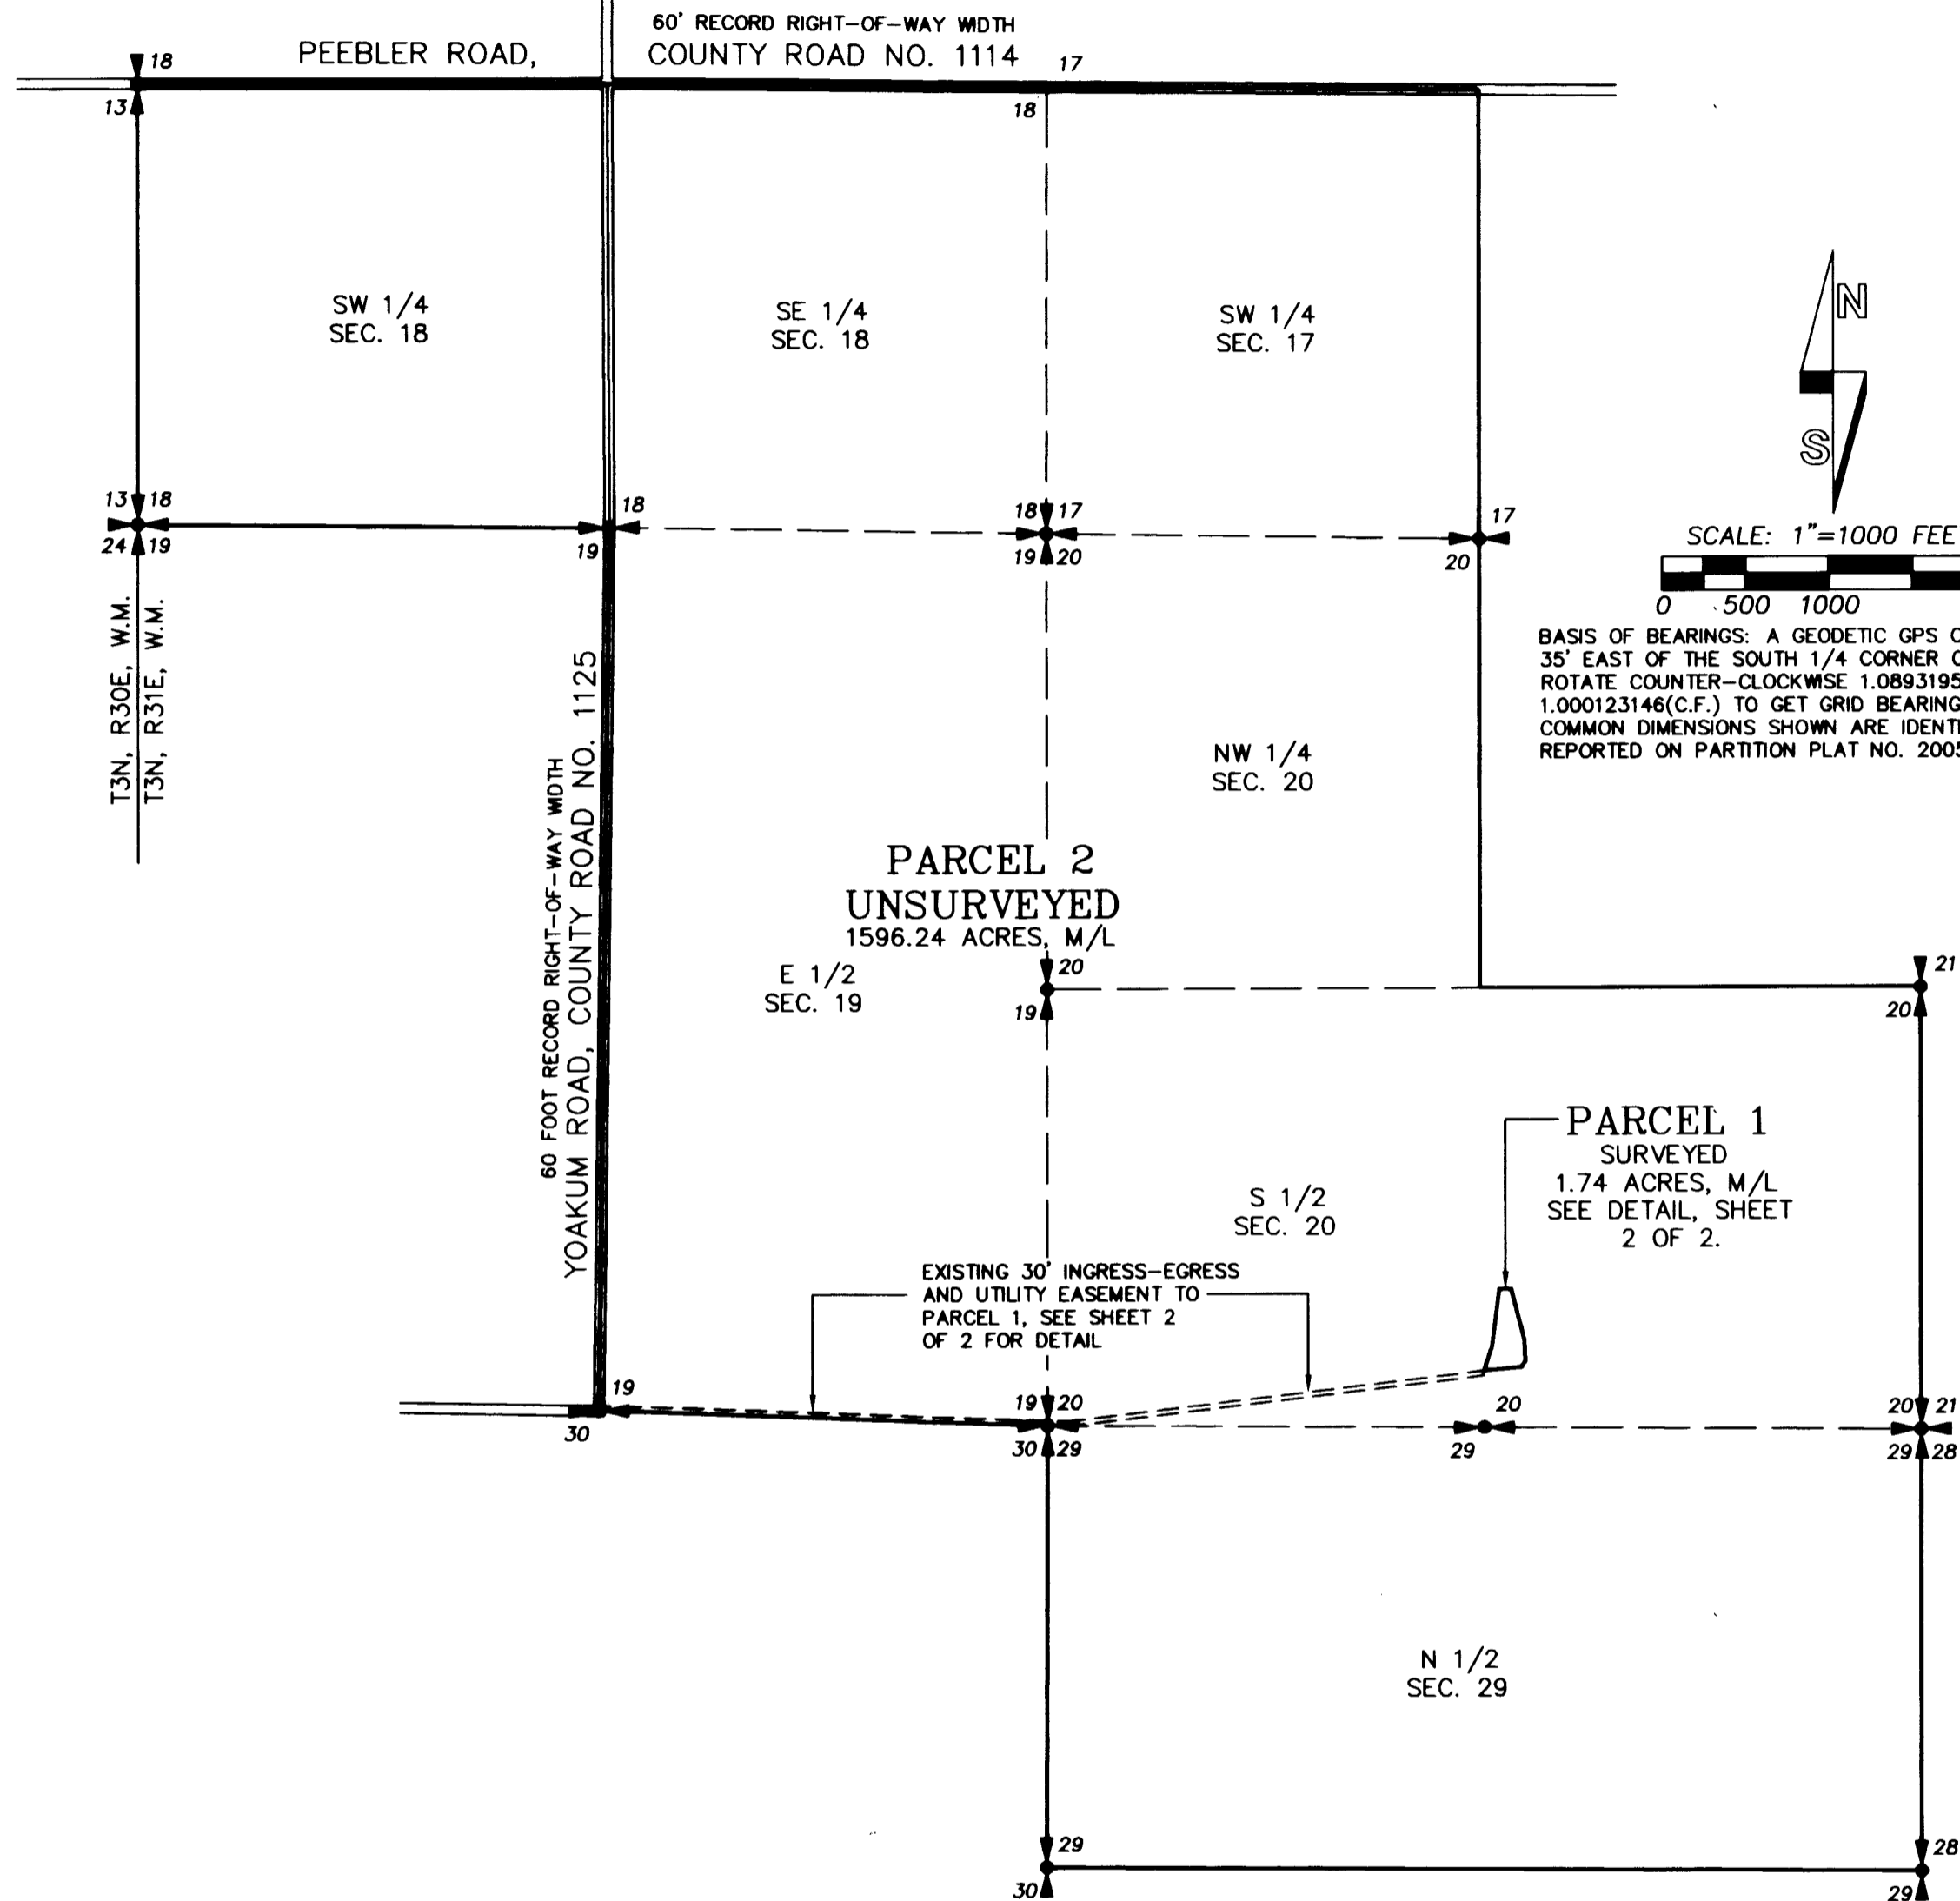 60' RECORD RIGHT-OF-WAY WIDTH
PEEBLER ROAD, COUNTY ROAD NO. 1114
18
17
13
18
SW 1/4
SEC. 18
SE 1/4
SEC. 18
SW 1/4
SEC. 17
N
S
13 18
18
18 17
17
24 19
19
19 20
20
SCALE: 1"=1000 FEE
0 500 1000
T3N, R30E, W.M.
T3N, R31E, W.M.
BASIS OF BEARINGS: A GEODETIC GPS
35' EAST OF THE SOUTH 1/4 CORNER
ROTATE COUNTER-CLOCKWISE 1.0893195
1.000123146(C.F.) TO GET GRID BEARING
COMMON DIMENSIONS SHOWN ARE IDENT
REPORTED ON PARTITION PLAT NO. 2005
60 FOOT RECORD RIGHT-OF-WAY WIDTH
YOAKUM ROAD, COUNTY ROAD NO. 1125
NW 1/4
SEC. 20
PARCEL 2
UNSURVEYED
1596.24 ACRES, M/L
E 1/2
SEC. 19
20
19
21
20
PARCEL 1
SURVEYED
1.74 ACRES, M/L
SEE DETAIL, SHEET
2 OF 2.
S 1/2
SEC. 20
EXISTING 30' INGRESS-EGRESS
AND UTILITY EASEMENT TO
PARCEL 1, SEE SHEET 2
OF 2 FOR DETAIL
19
19 20
20
20 21
30
30 29
29
29 28
N 1/2
SEC. 29
29
28
30
29